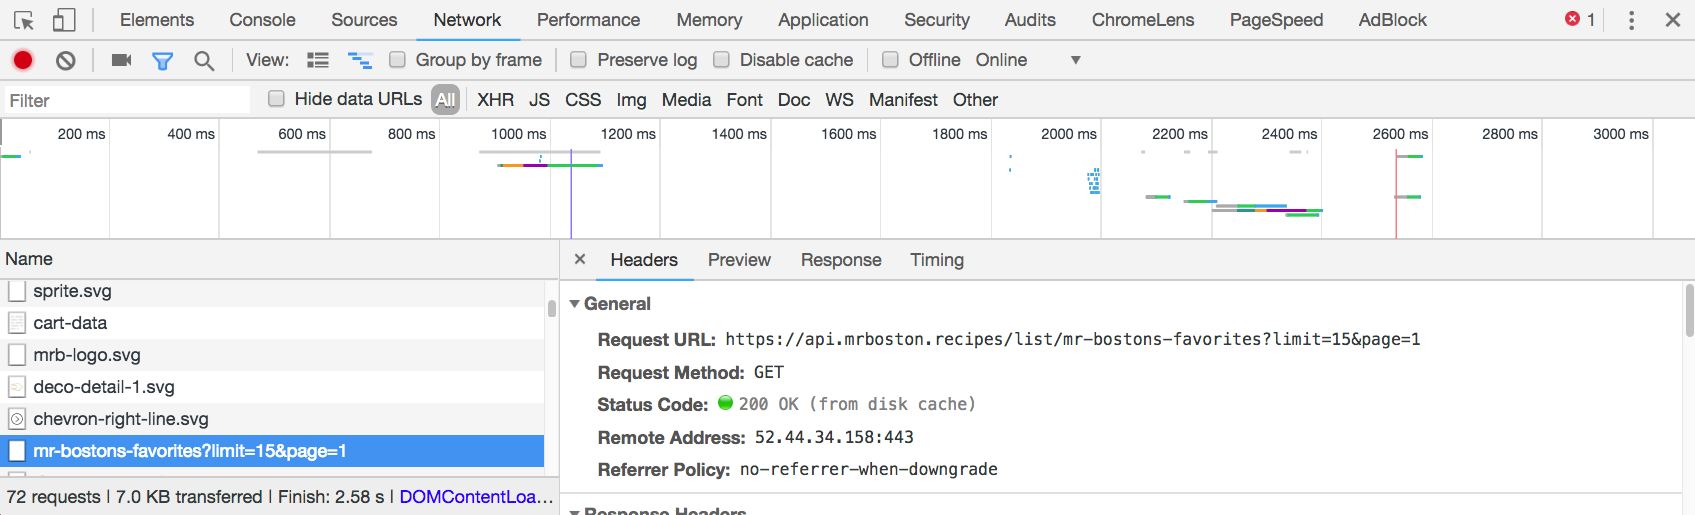 Elements Console Sources Network Performance Memory Application Security Audits ChromeLens PageSpeed AdBlock 1
View: Group by frame Preserve log Disable cache Offline Online
Filter Hide data URLs All XHR JS CSS Img Media Font Doc WS Manifest Other
200 ms 400 ms 600 ms 800 ms 1000 ms 1200 ms 1400 ms 1600 ms 1800 ms 2000 ms 2200 ms 2400 ms 2600 ms 2800 ms 3000 ms
Name
sprite.svg
cart-data
mrb-logo.svg
deco-detail-1.svg
chevron-right-line.svg
mr-bostons-favorites?limit=15&page=1
72 requests | 7.0 KB transferred | Finish: 2.58 s | DOMContentLoa…
Headers Preview Response Timing
General
Request URL: https://api.mrboston.recipes/list/mr-bostons-favorites?limit=15&page=1
Request Method: GET
Status Code: 200 OK (from disk cache)
Remote Address: 52.44.34.158:443
Referrer Policy: no-referrer-when-downgrade
Response Headers